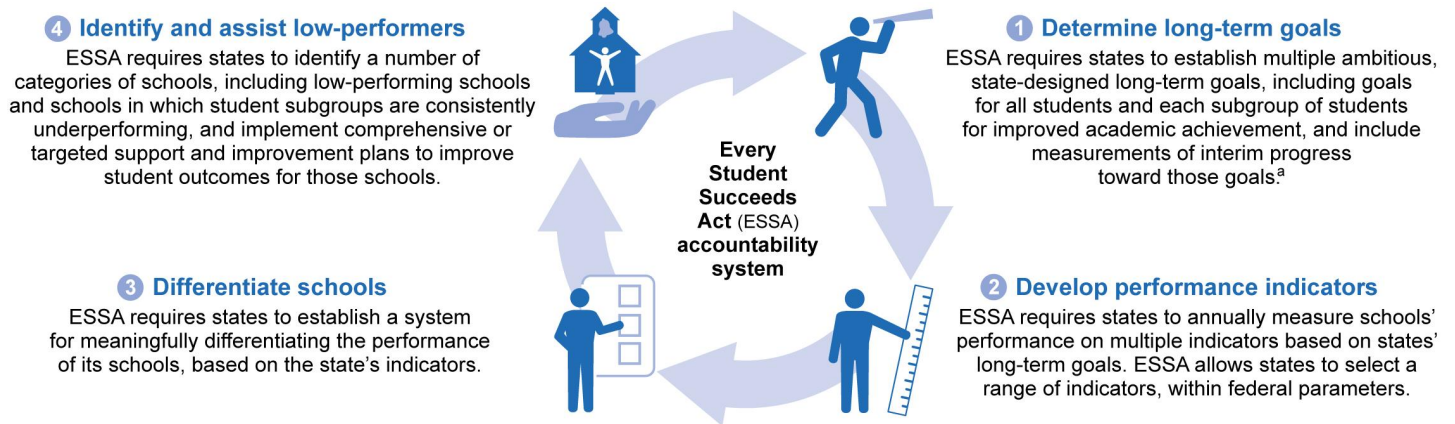 4 Identify and assist low-performers
ESSA requires states to identify a number of
categories of schools, including low-performing schools
and schools in which student subgroups are consistently
underperforming, and implement comprehensive or
targeted support and improvement plans to improve
student outcomes for those schools.
1 Determine long-term goals
ESSA requires states to establish multiple ambitious,
state-designed long-term goals, including goals
for all students and each subgroup of students
for improved academic achievement, and include
measurements of interim progress
toward those goals.ᵃ
Every
Student
Succeeds
Act (ESSA)
accountability
system
3 Differentiate schools
ESSA requires states to establish a system
for meaningfully differentiating the performance
of its schools, based on the state’s indicators.
2 Develop performance indicators
ESSA requires states to annually measure schools’
performance on multiple indicators based on states’
long-term goals. ESSA allows states to select a
range of indicators, within federal parameters.